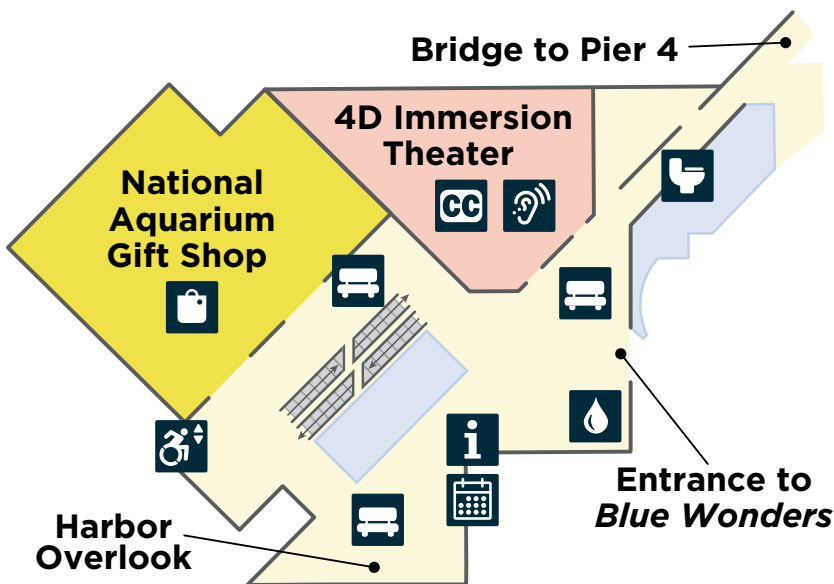 Bridge to Pier 4
4D Immersion
Theater
CC
National
Aquarium
Gift Shop
i
Entrance to
Blue Wonders
Harbor
Overlook